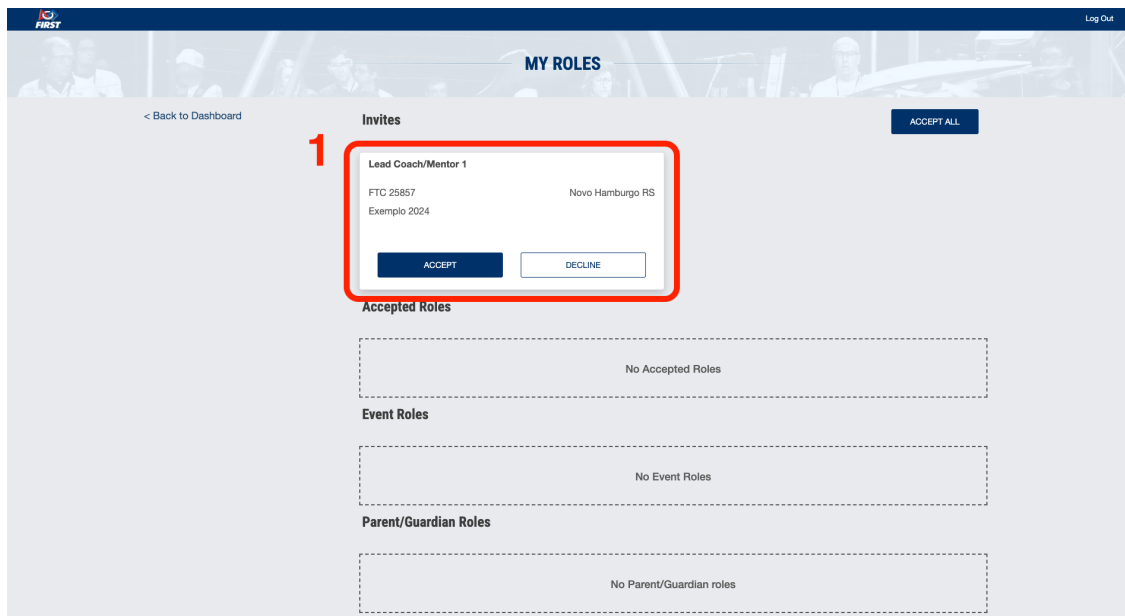 FIRST
Log Out
MY ROLES
< Back to Dashboard
Invites
ACCEPT ALL
1
Lead Coach/Mentor 1
FTC 25857
Novo Hamburgo RS
Exemplo 2024
ACCEPT
DECLINE
Accepted Roles
No Accepted Roles
Event Roles
No Event Roles
Parent/Guardian Roles
No Parent/Guardian roles